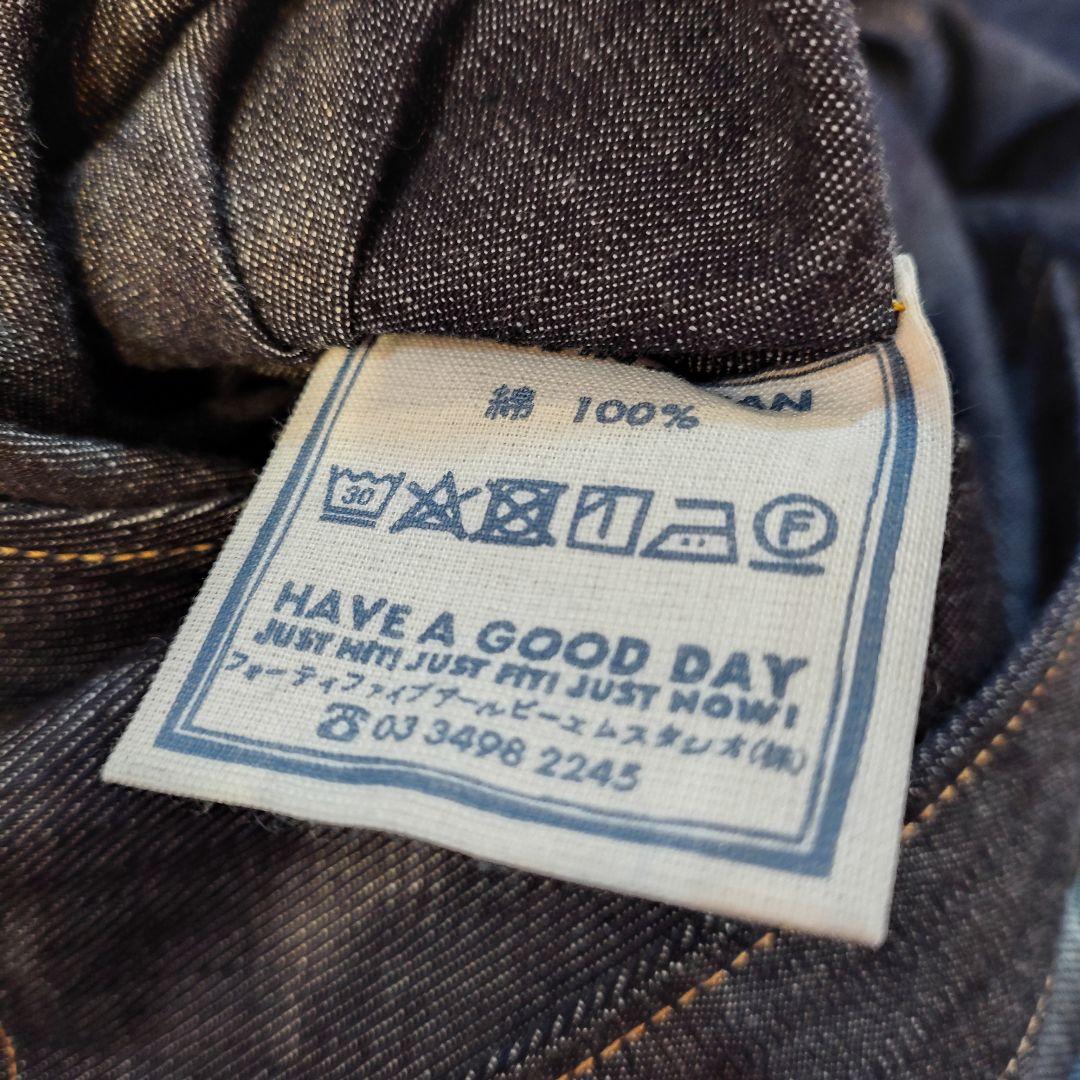 綿 100%
30
F
HAVE A GOOD DAY
JUST HIT! JUST FIT! JUST NOW!
フォーティファイブアールピーエムスタジオ(株)
☎03 3498 2245